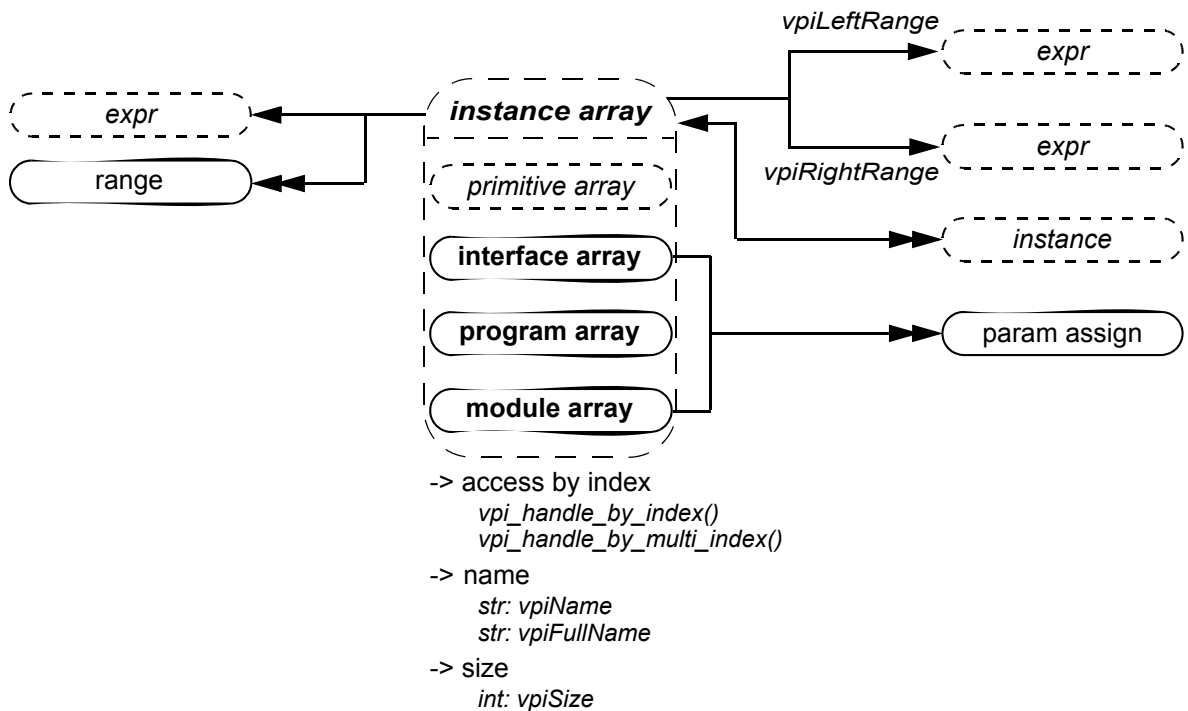 vpiLeftRange
expr
instance array
expr
expr
range
vpiRightRange
primitive array
instance
interface array
program array
param assign
module array
-> access by index
vpi_handle_by_index()
vpi_handle_by_multi_index()
-> name
str: vpiName
str: vpiFullName
-> size
int: vpiSize